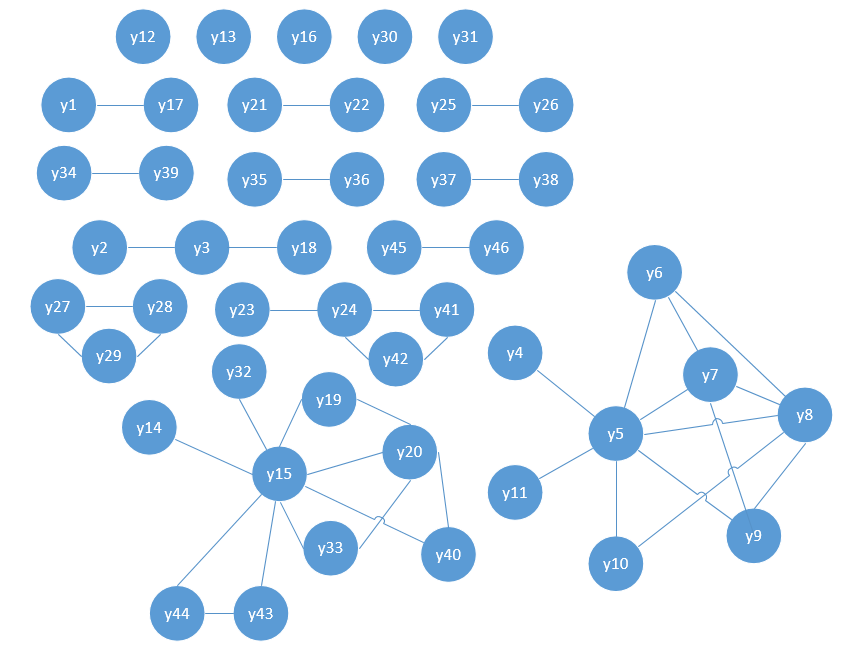 y12 y13 y16 y30 y31
y1 y17 y21 y22 y25 y26
y34 y39 y35 y36 y37 y38
y2 y3 y18 y45 y46
y6
y27 y28 y23 y24 y41
y29 y42 y4
y32 y7
y19 y8
y14 y20 y5
y15 y11
y33 y40 y9
y10
y44 y43